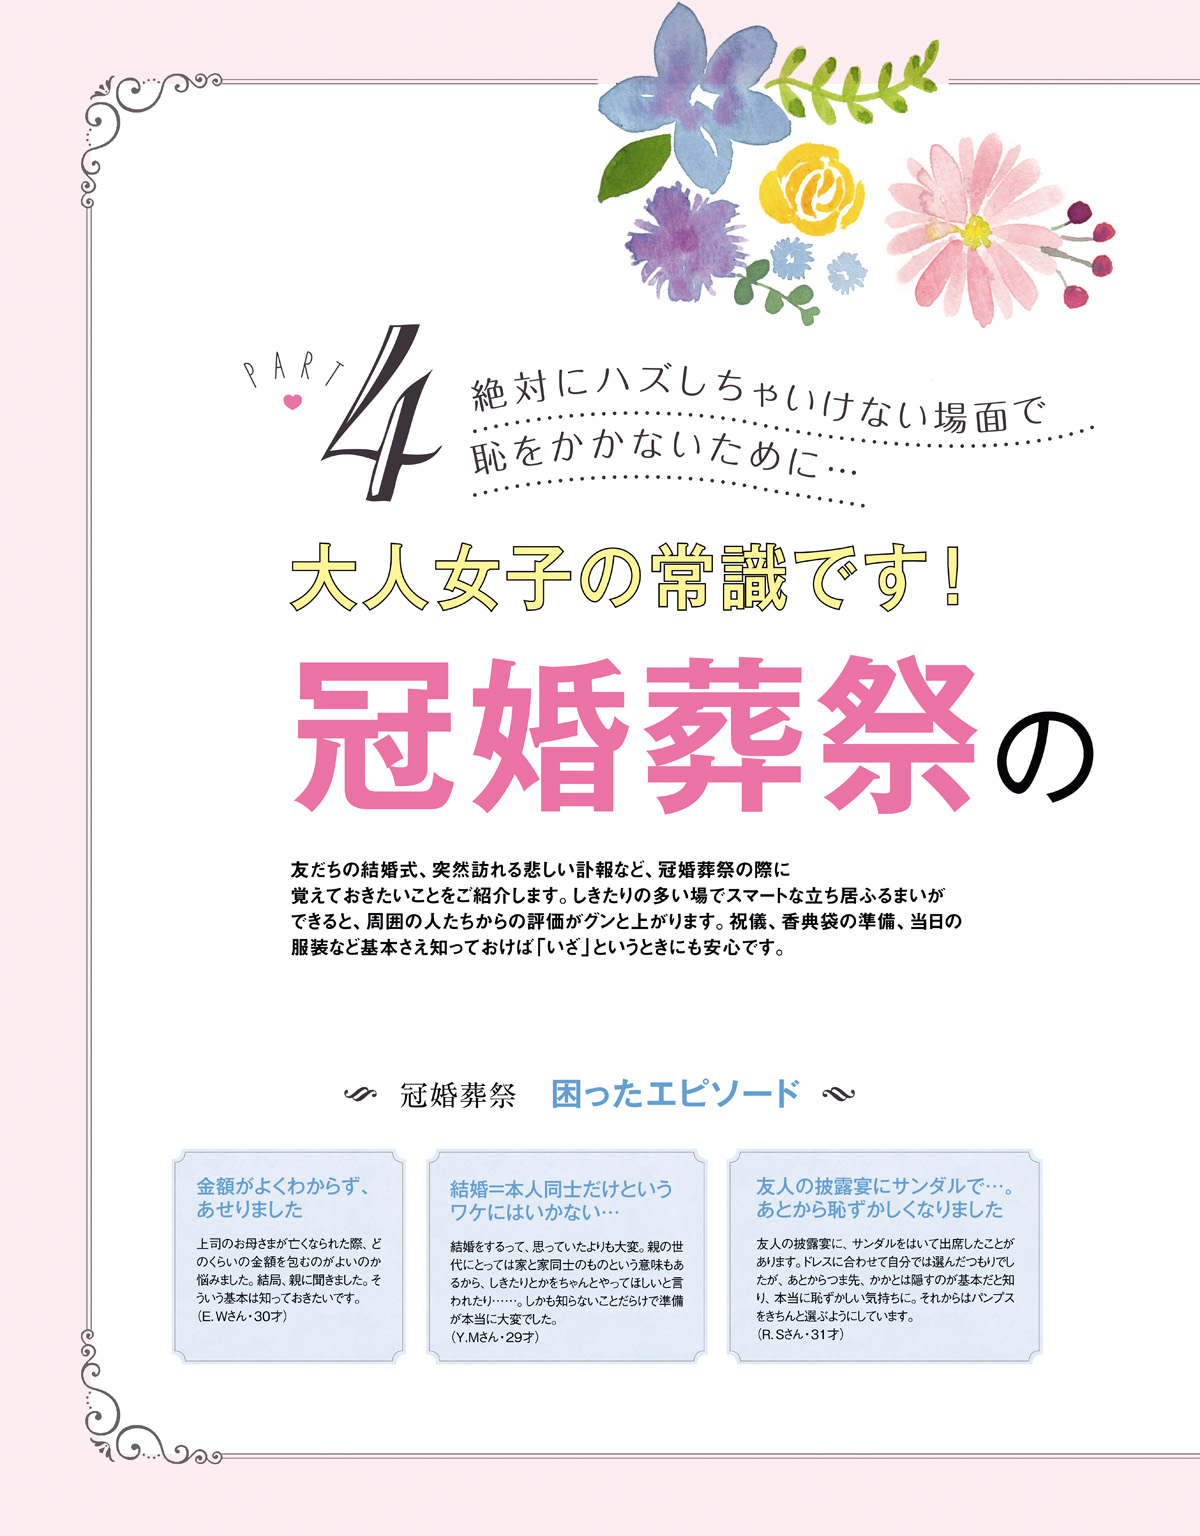 PART 4
絶対にハズしちゃいけない場面で
恥をかかないために…
大人女子の常識です!
冠婚葬祭の
友だちの結婚式、突然訪れる悲しい訃報など、冠婚葬祭の際に
覚えておきたいことをご紹介します。しきたりの多い場でスマートな立ち居ふるまいが
できると、周囲の人たちからの評価がグンと上がります。祝儀、香典袋の準備、当日の
服装など基本さえ知っておけば「いざ」というときにも安心です。
冠婚葬祭 困ったエピソード
金額がよくわからず、
あせりました
上司のお母さまが亡くなられた際、ど
のくらいの金額を包むのがよいのか
悩みました。結局、親に聞きました。そ
ういう基本は知っておきたいです。
(E.Wさん・30才)
結婚=本人同士だけという
ワケにはいかない…
結婚をするって、思っていたよりも大変。親の世
代にとっては家と家同士のものという意味もあ
るから、しきたりとかをちゃんとやってほしいと言
われたり……。しかも知らないことだらけで準備
が本当に大変でした。
(Y.Mさん・29才)
友人の披露宴にサンダルで…。
あとから恥ずかしくなりました
友人の披露宴に、サンダルをはいて出席したことが
あります。ドレスに合わせて自分では選んだつもりでし
たが、あとからつま先、かかとは隠すのが基本だと知
り、本当に恥ずかしい気持ちに。それからはパンプス
をきちんと選ぶようにしています。
(R.Sさん・31才)